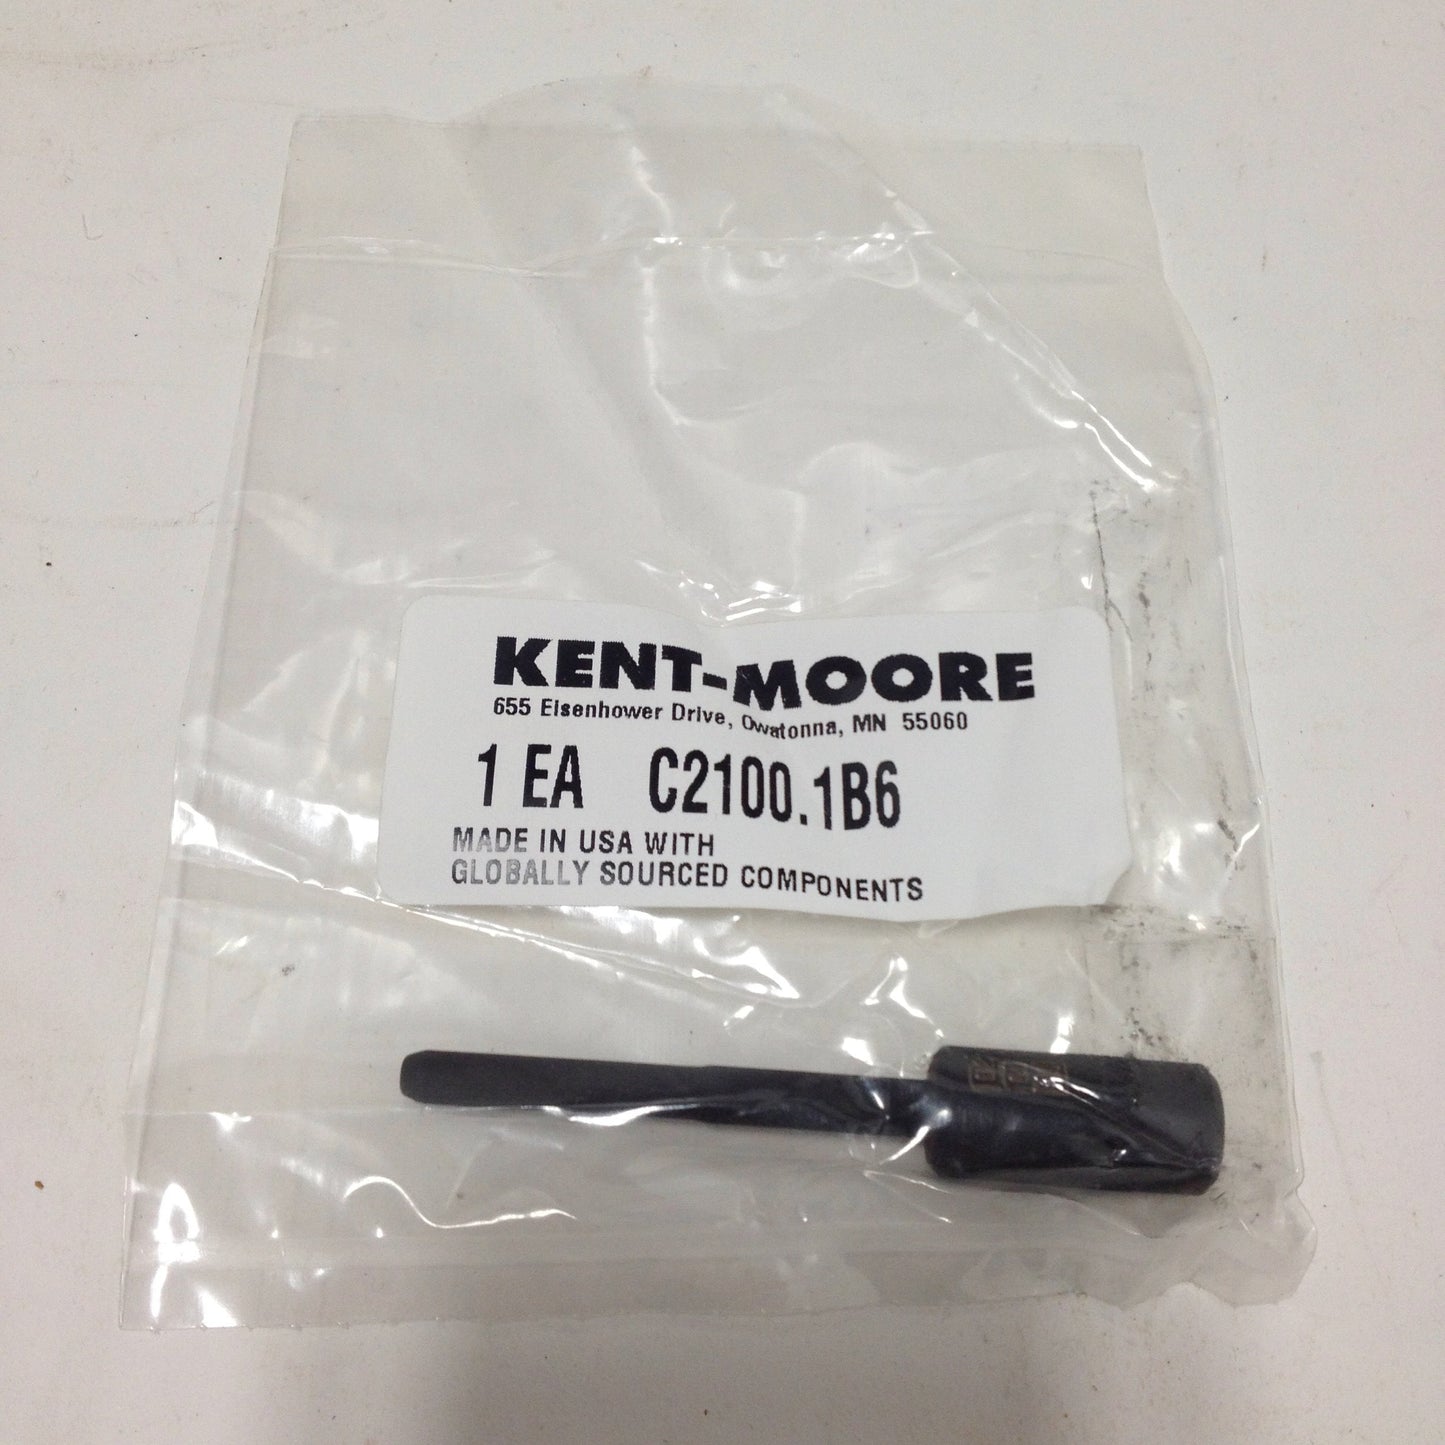 KENT-MOORE
655 Eisenhower Drive, Owatonna, MN 55060
1 EA C2100.1B6
MADE IN USA WITH
GLOBALLY SOURCED COMPONENTS